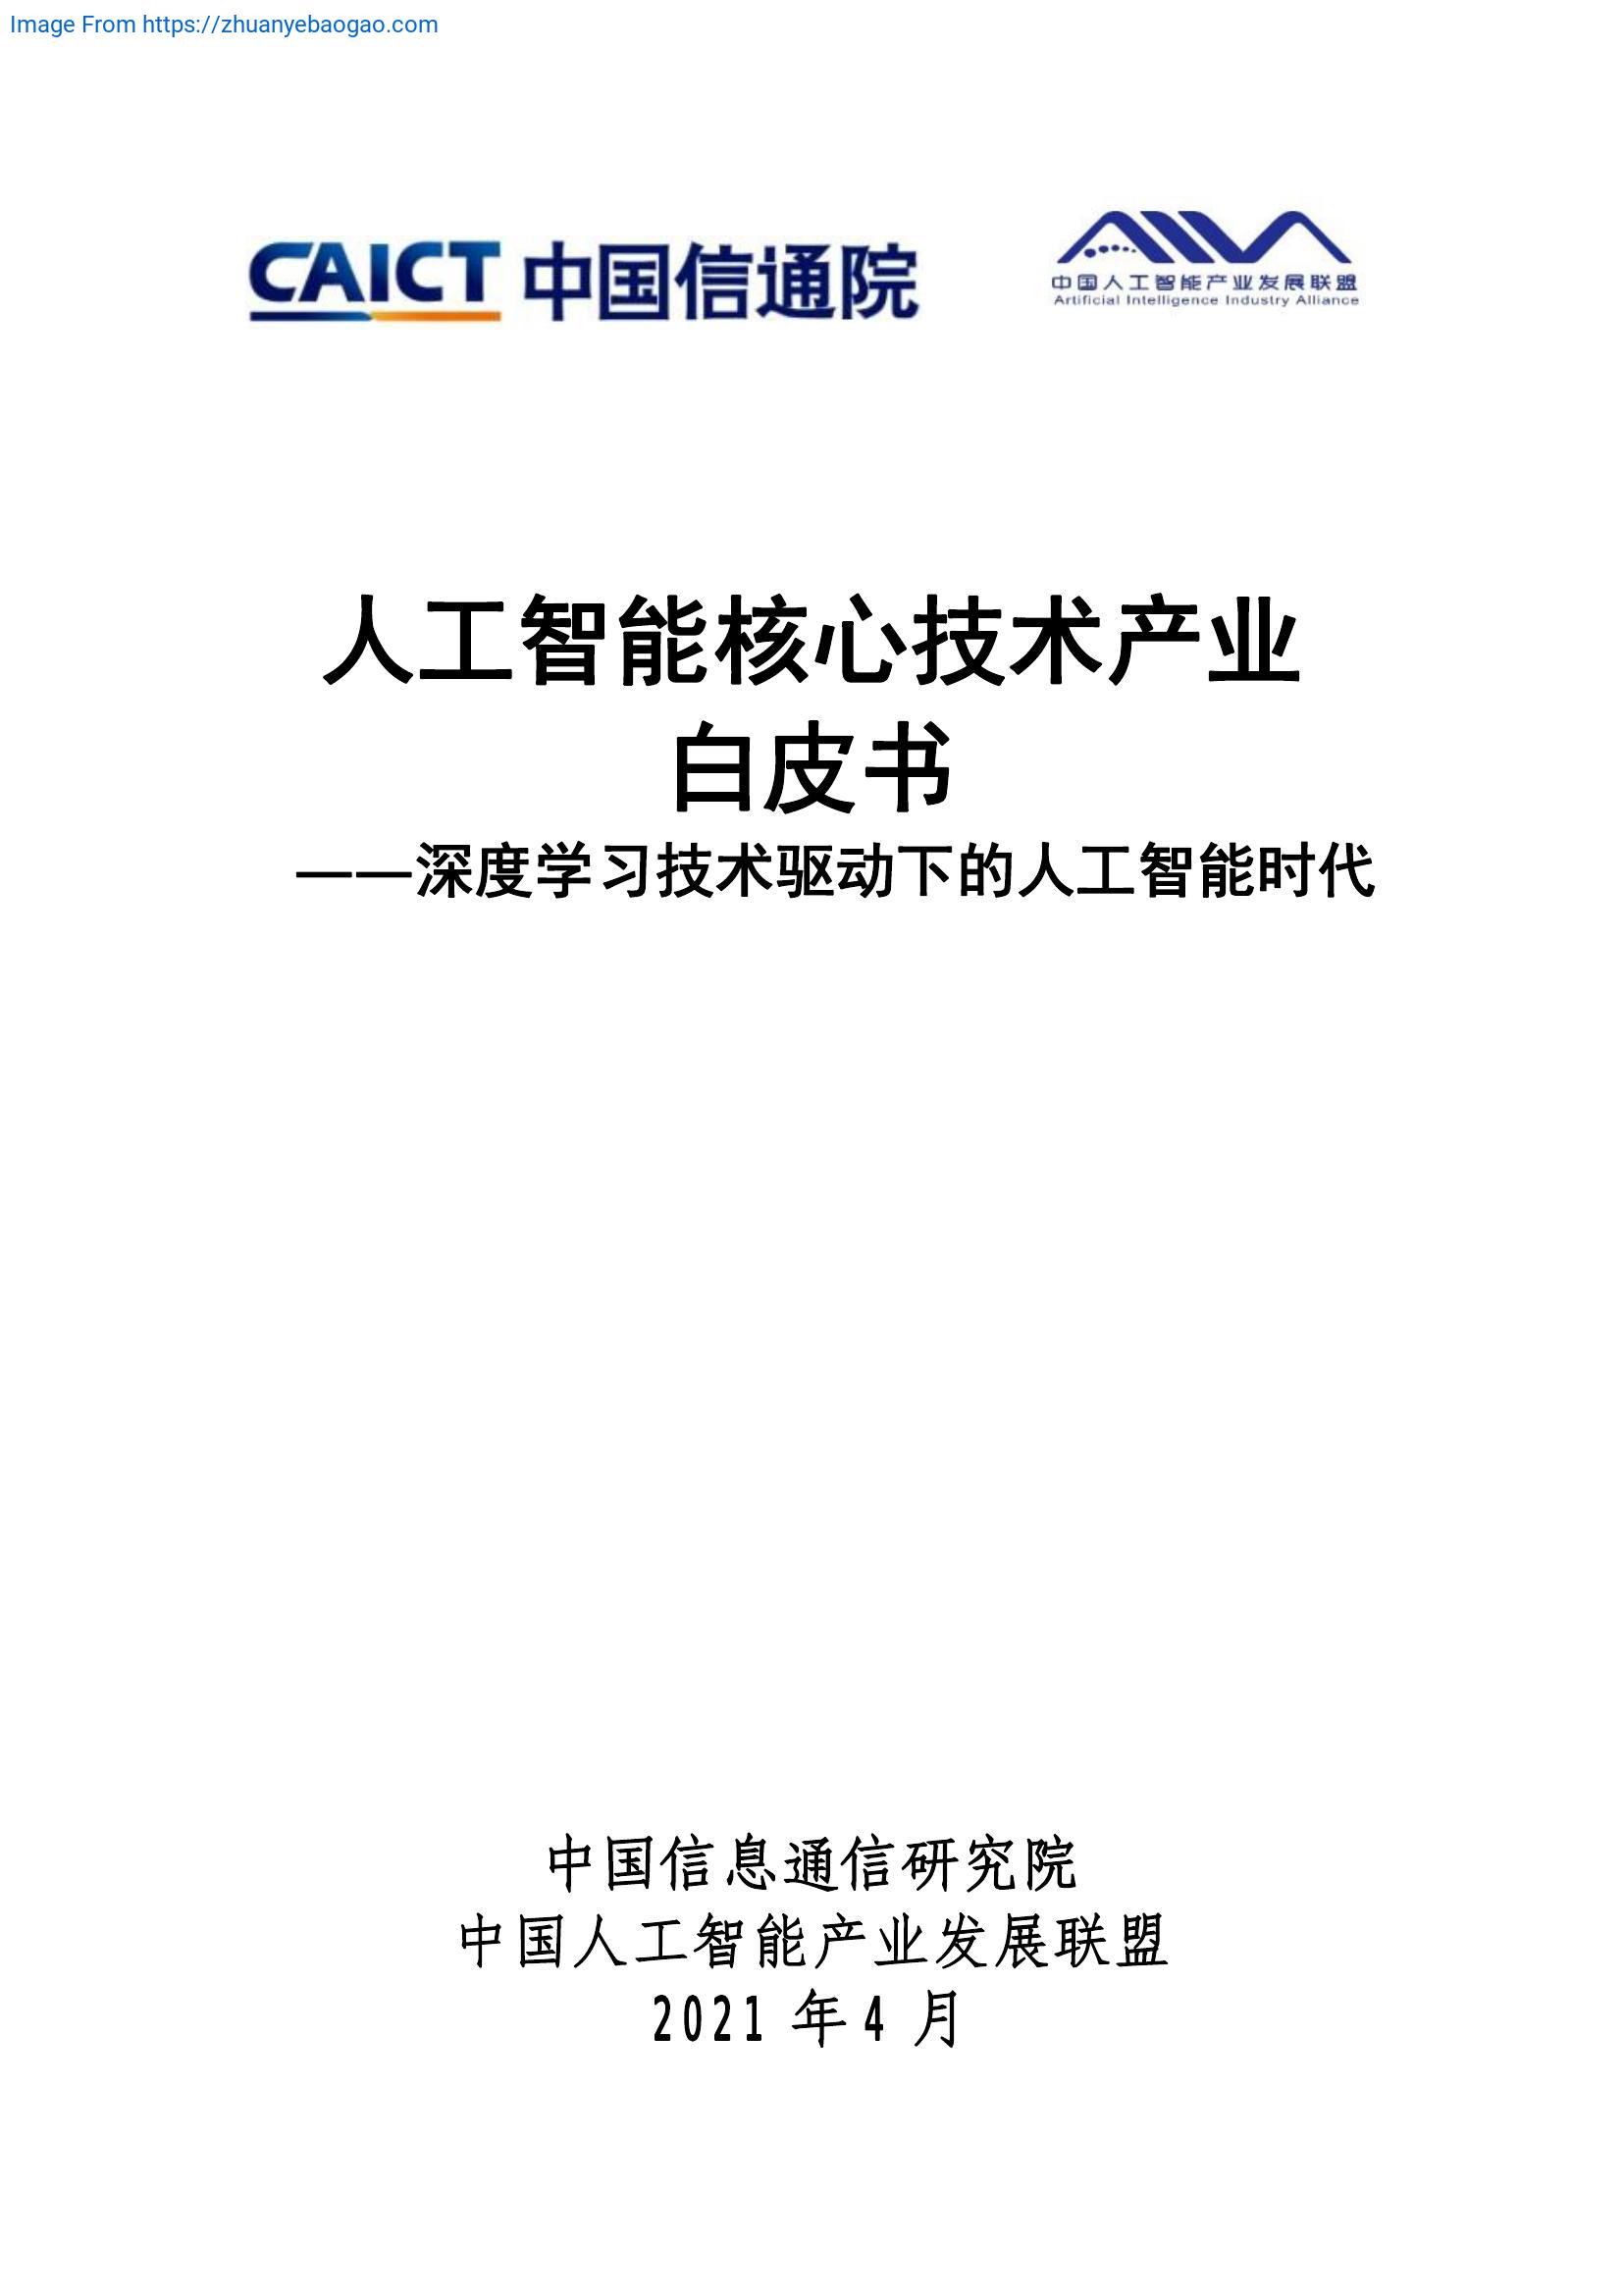 Image From https://zhuanyebaogao.com
CAICT 中国信通院
中国人工智能产业发展联盟
Artificial Intelligence Industry Alliance
人工智能核心技术产业
白皮书
——深度学习技术驱动下的人工智能时代
中国信息通信研究院
中国人工智能产业发展联盟
2021 年 4 月